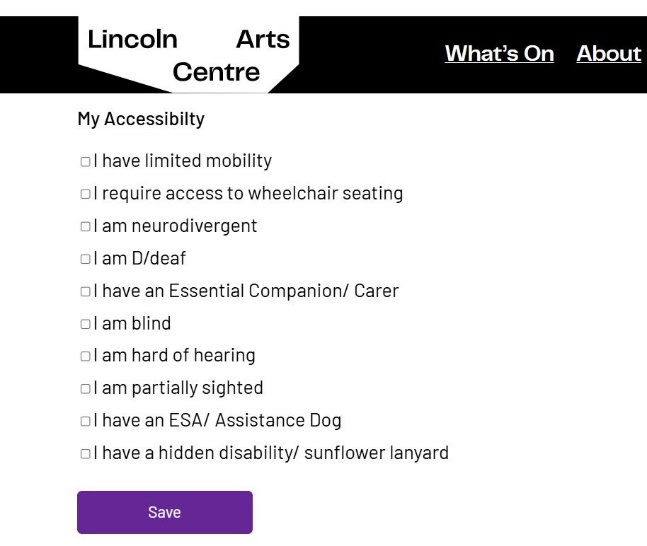 Lincoln Arts
Centre
What's On About
My Accessibilty
I have limited mobility
I require access to wheelchair seating
I am neurodivergent
I am D/deaf
I have an Essential Companion/ Carer
I am blind
I am hard of hearing
I am partially sighted
I have an ESA/ Assistance Dog
I have a hidden disability/ sunflower lanyard
Save